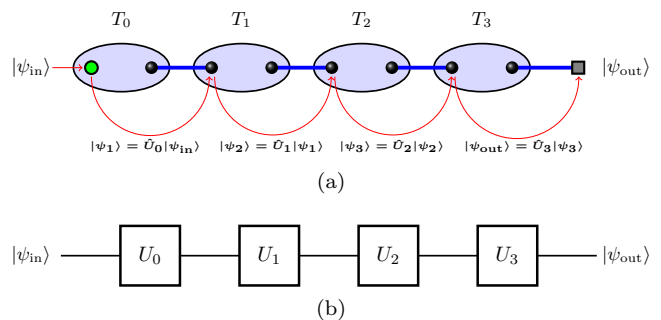 T₀ T₁ T₂ T₃
|ψ_in⟩ |ψ_out⟩
|ψ₁⟩ = Û₀|ψ_in⟩ |ψ₂⟩ = Û₁|ψ₁⟩ |ψ₃⟩ = Û₂|ψ₂⟩ |ψ_out⟩ = Û₃|ψ₃⟩
(a)
|ψ_in⟩ U₀ U₁ U₂ U₃ |ψ_out⟩
(b)